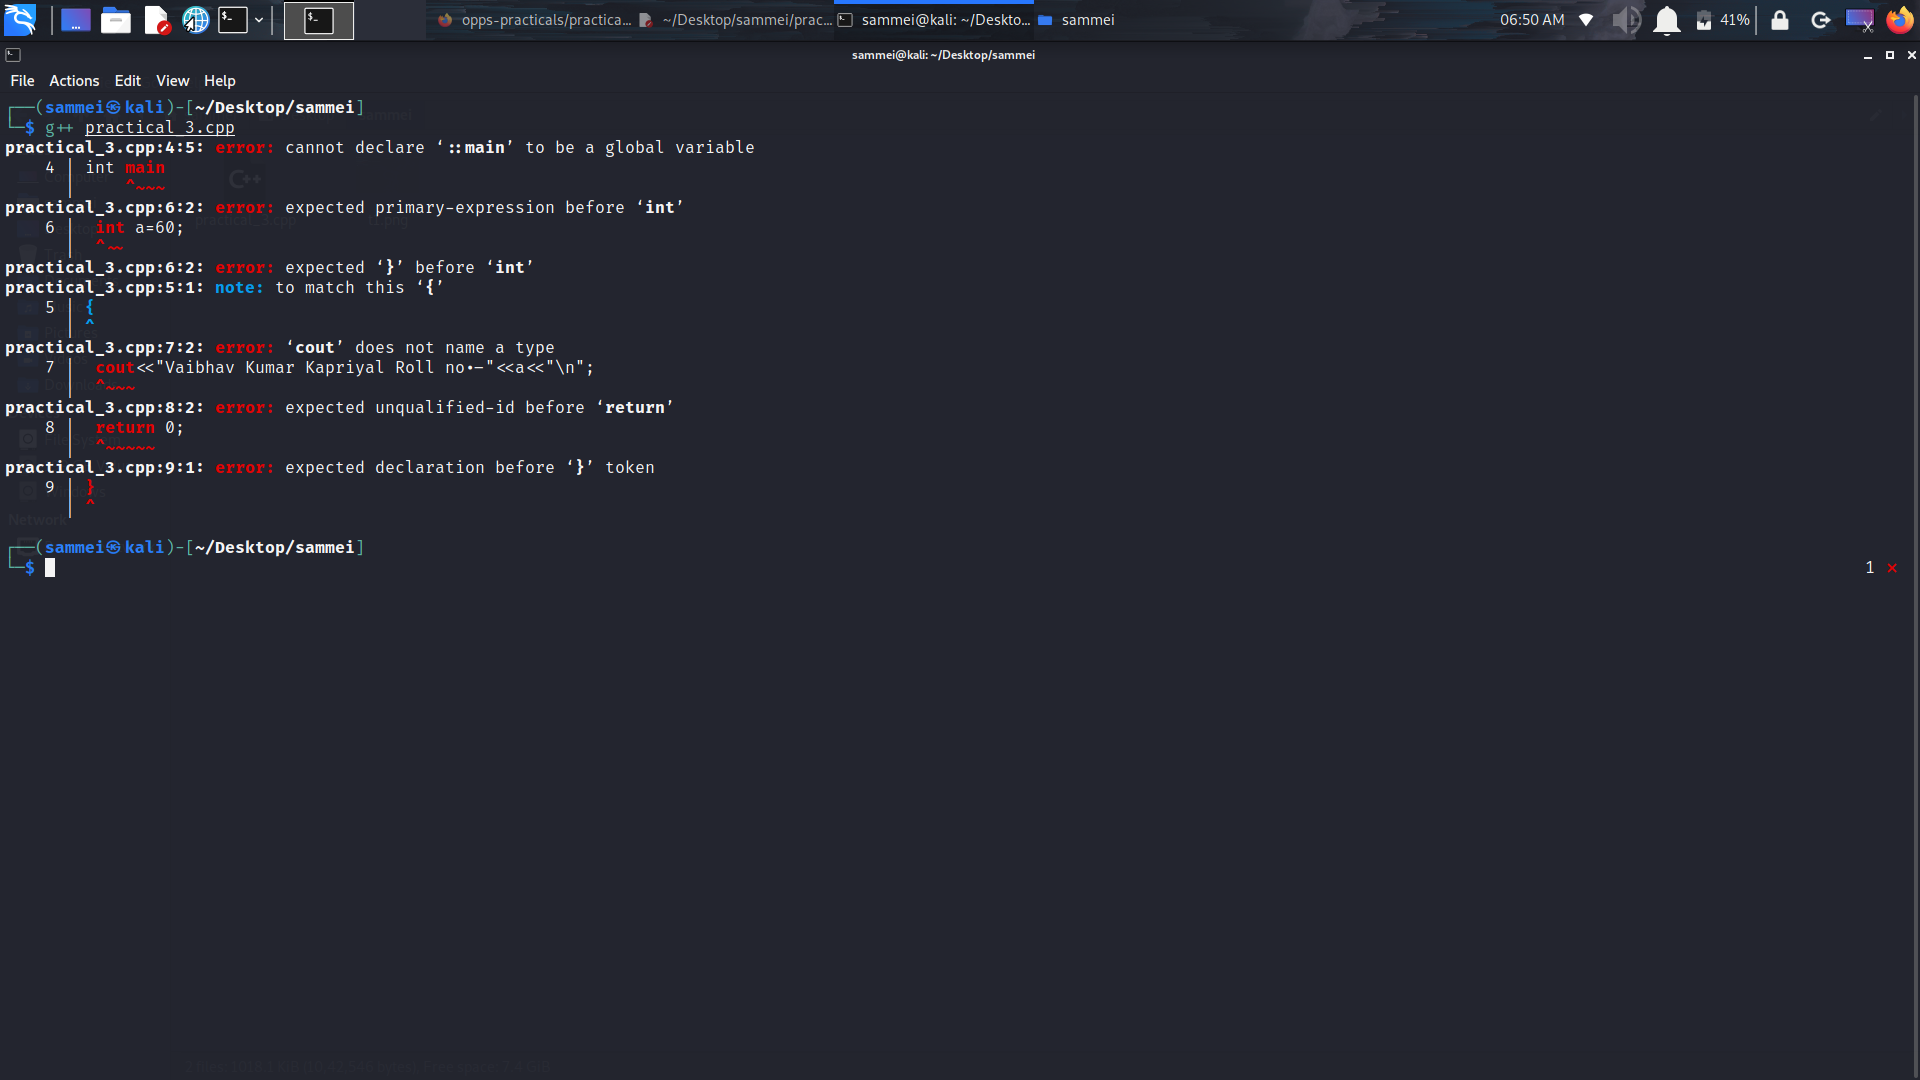 opps-practicals/practica...
~/Desktop/sammei/prac...
sammei@kali: ~/Deskto...
sammei
06:50 AM
41%
sammei@kali: ~/Desktop/sammei
File Actions Edit View Help
┌──(sammei㉿kali)-[~/Desktop/sammei]
└─$ g++ practical_3.cpp
practical_3.cpp:4:5: error: cannot declare ‘::main’ to be a global variable
4 | int main
| ^~~~
practical_3.cpp:6:2: error: expected primary-expression before ‘int’
6 | int a=60;
| ^~~
practical_3.cpp:6:2: error: expected ‘}’ before ‘int’
practical_3.cpp:5:1: note: to match this ‘{’
5 | {
| ^
practical_3.cpp:7:2: error: ‘cout’ does not name a type
7 | cout<<"Vaibhav Kumar Kapriyal Roll no•-"<<a<<"\n";
| ^~~~
practical_3.cpp:8:2: error: expected unqualified-id before ‘return’
8 | return 0;
| ^~~~~~
practical_3.cpp:9:1: error: expected declaration before ‘}’ token
9 | }
| ^
Network
┌──(sammei㉿kali)-[~/Desktop/sammei]
└─$
1 ✕